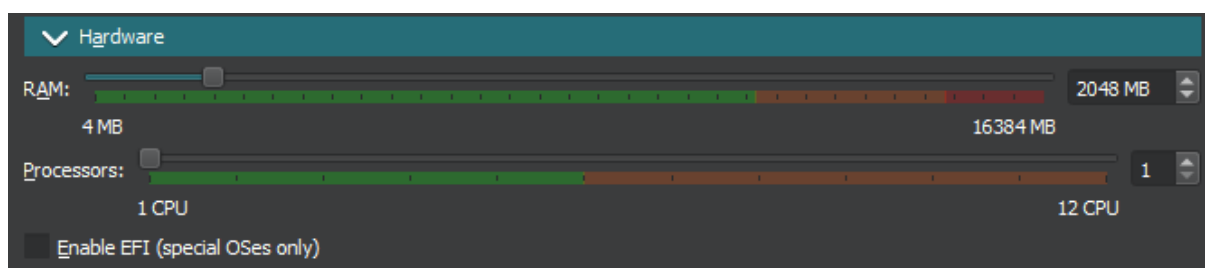 Hardware
RAM: 2048 MB
4 MB 16384 MB
Processors: 1
1 CPU 12 CPU
Enable EFI (special OSes only)